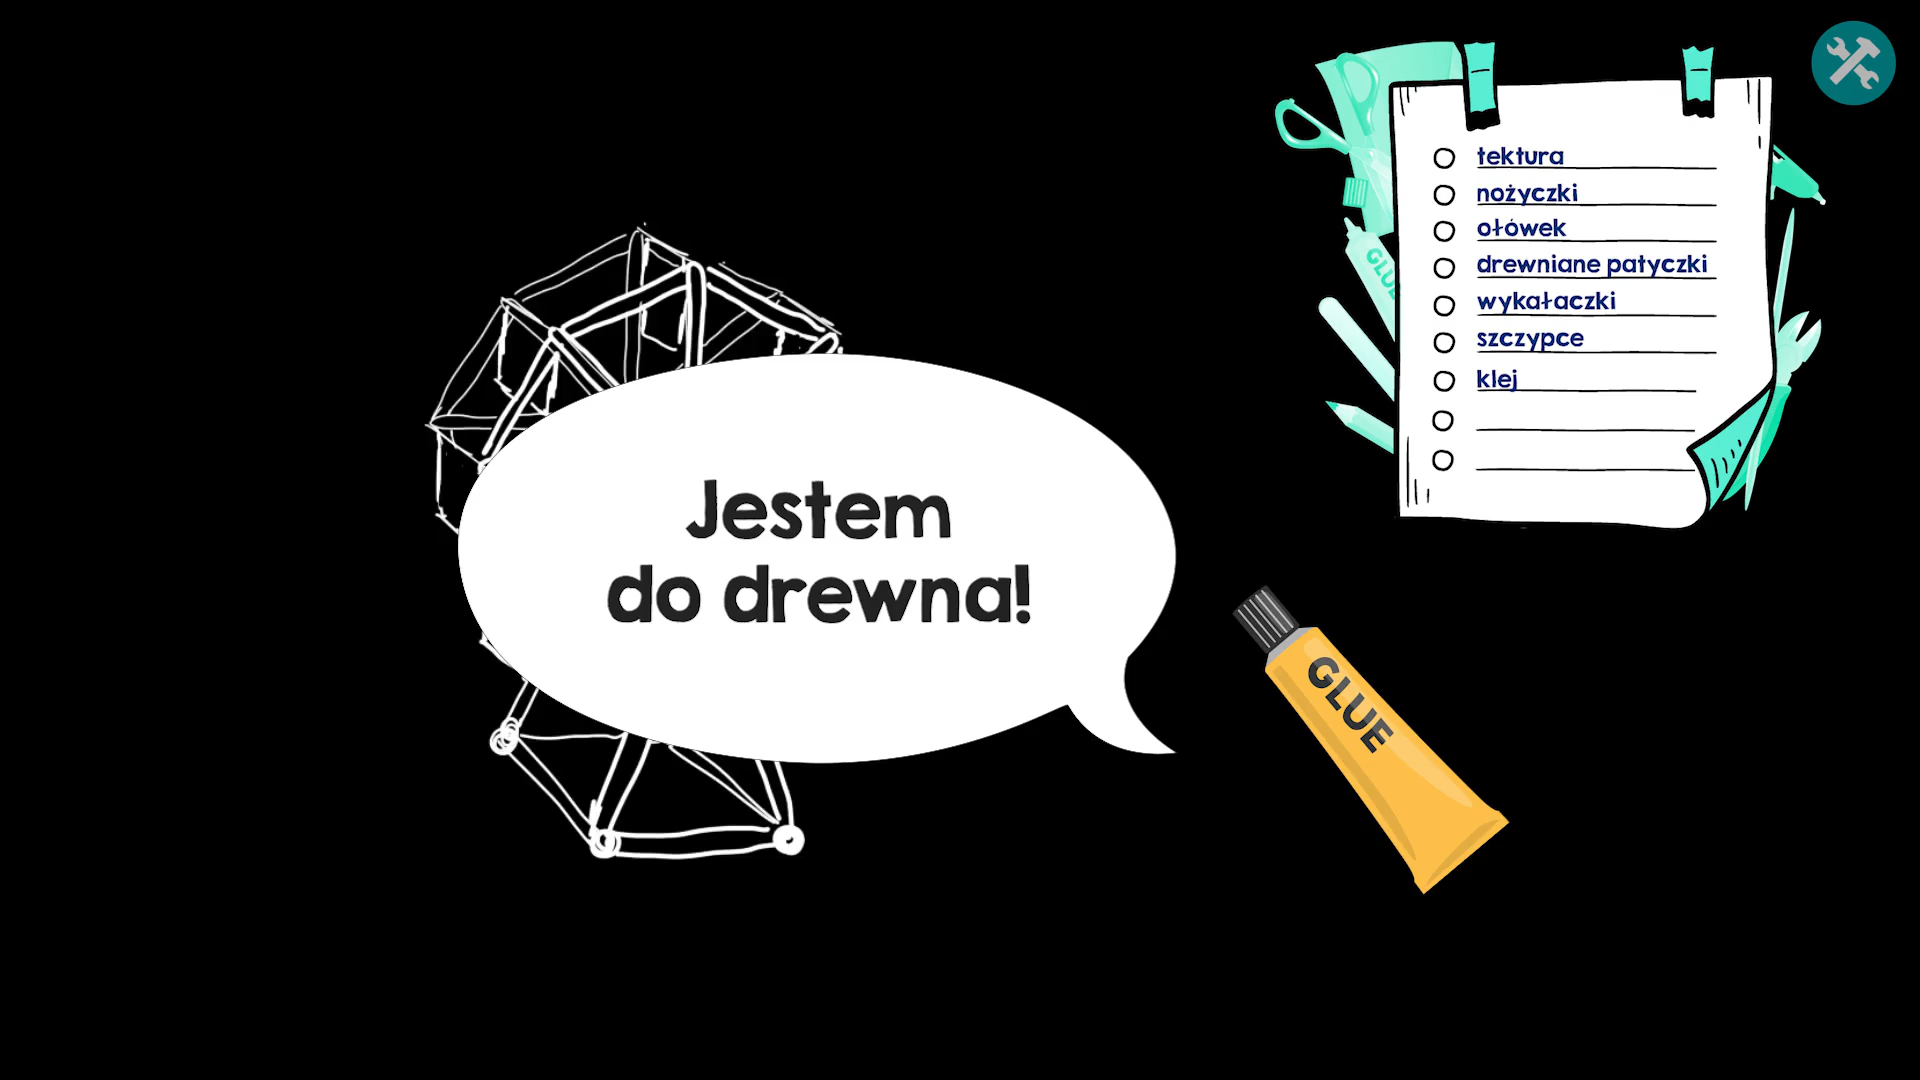 tektura
nożyczki
ołówek
drewniane patyczki
wykałaczki
szczypce
klej
GLUE
Jestem
do drewna!
GLUE